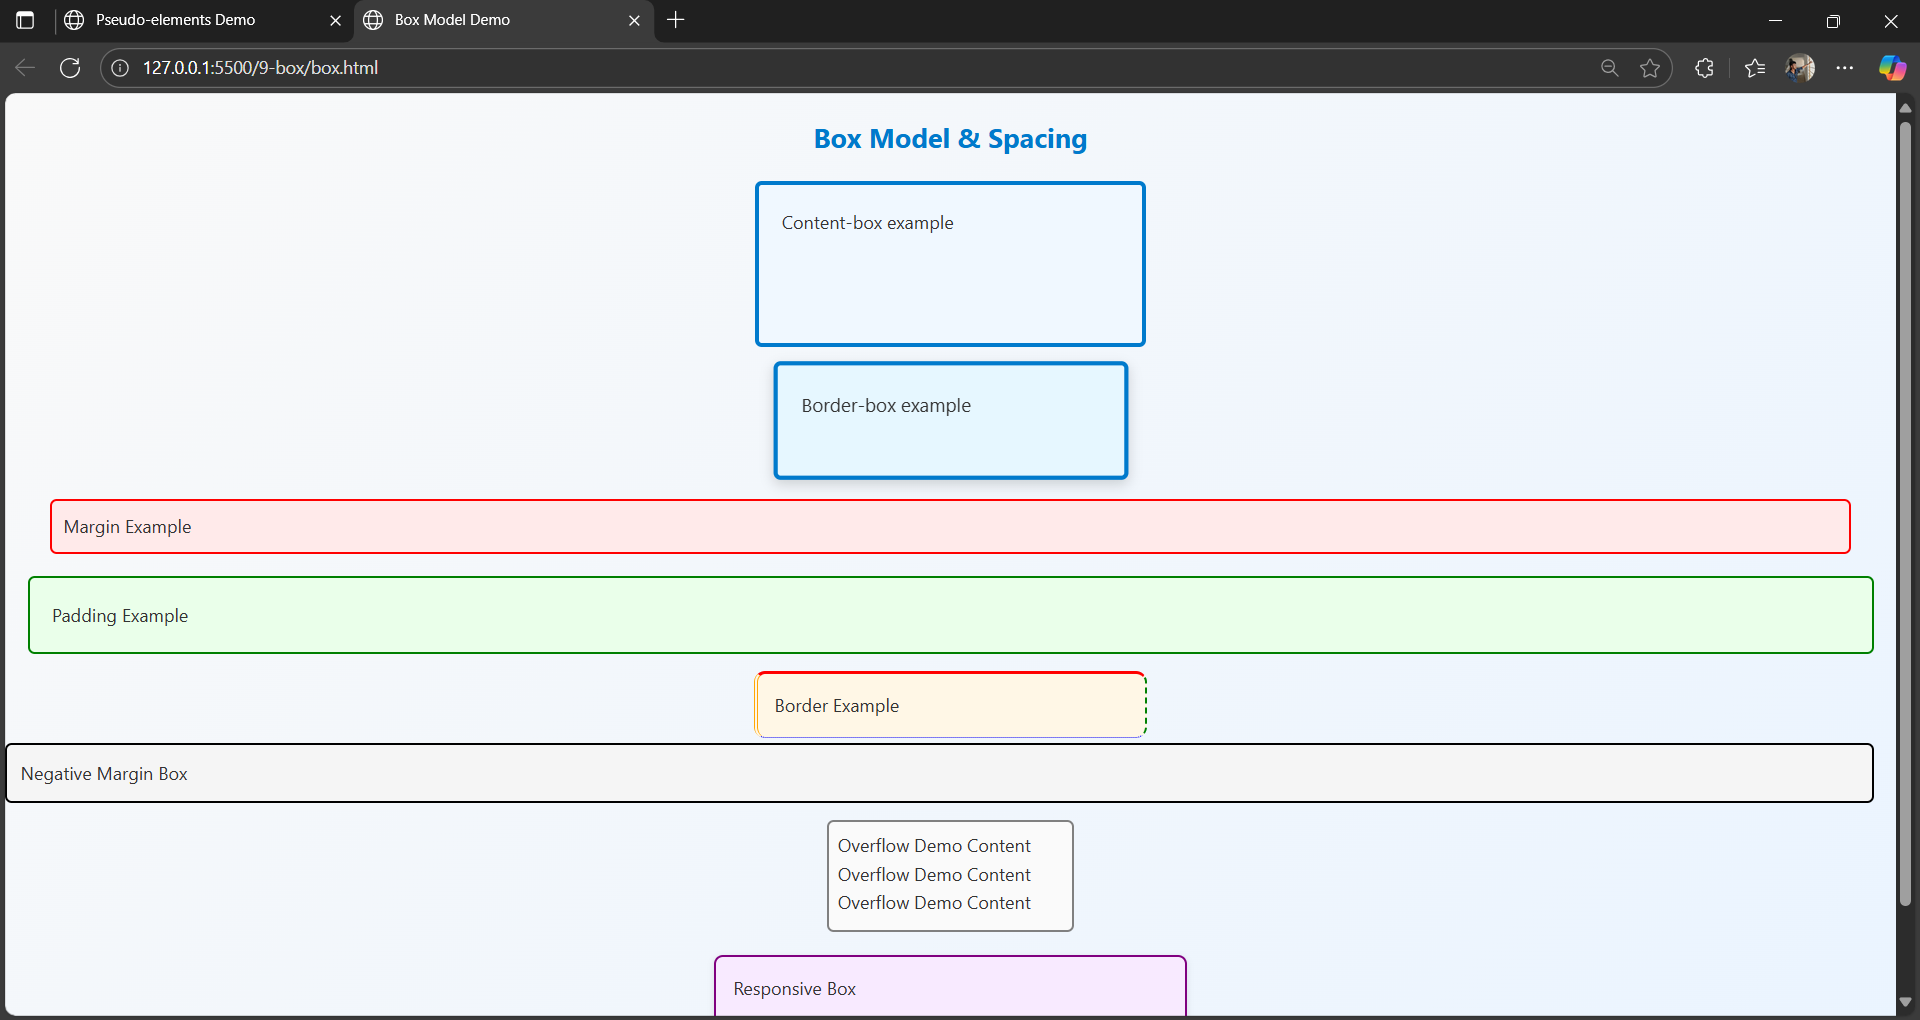 Pseudo-elements Demo
Box Model Demo
127.0.0.1:5500/9-box/box.html
Box Model & Spacing
Content-box example
Border-box example
Margin Example
Padding Example
Border Example
Negative Margin Box
Overflow Demo Content
Overflow Demo Content
Overflow Demo Content
Responsive Box